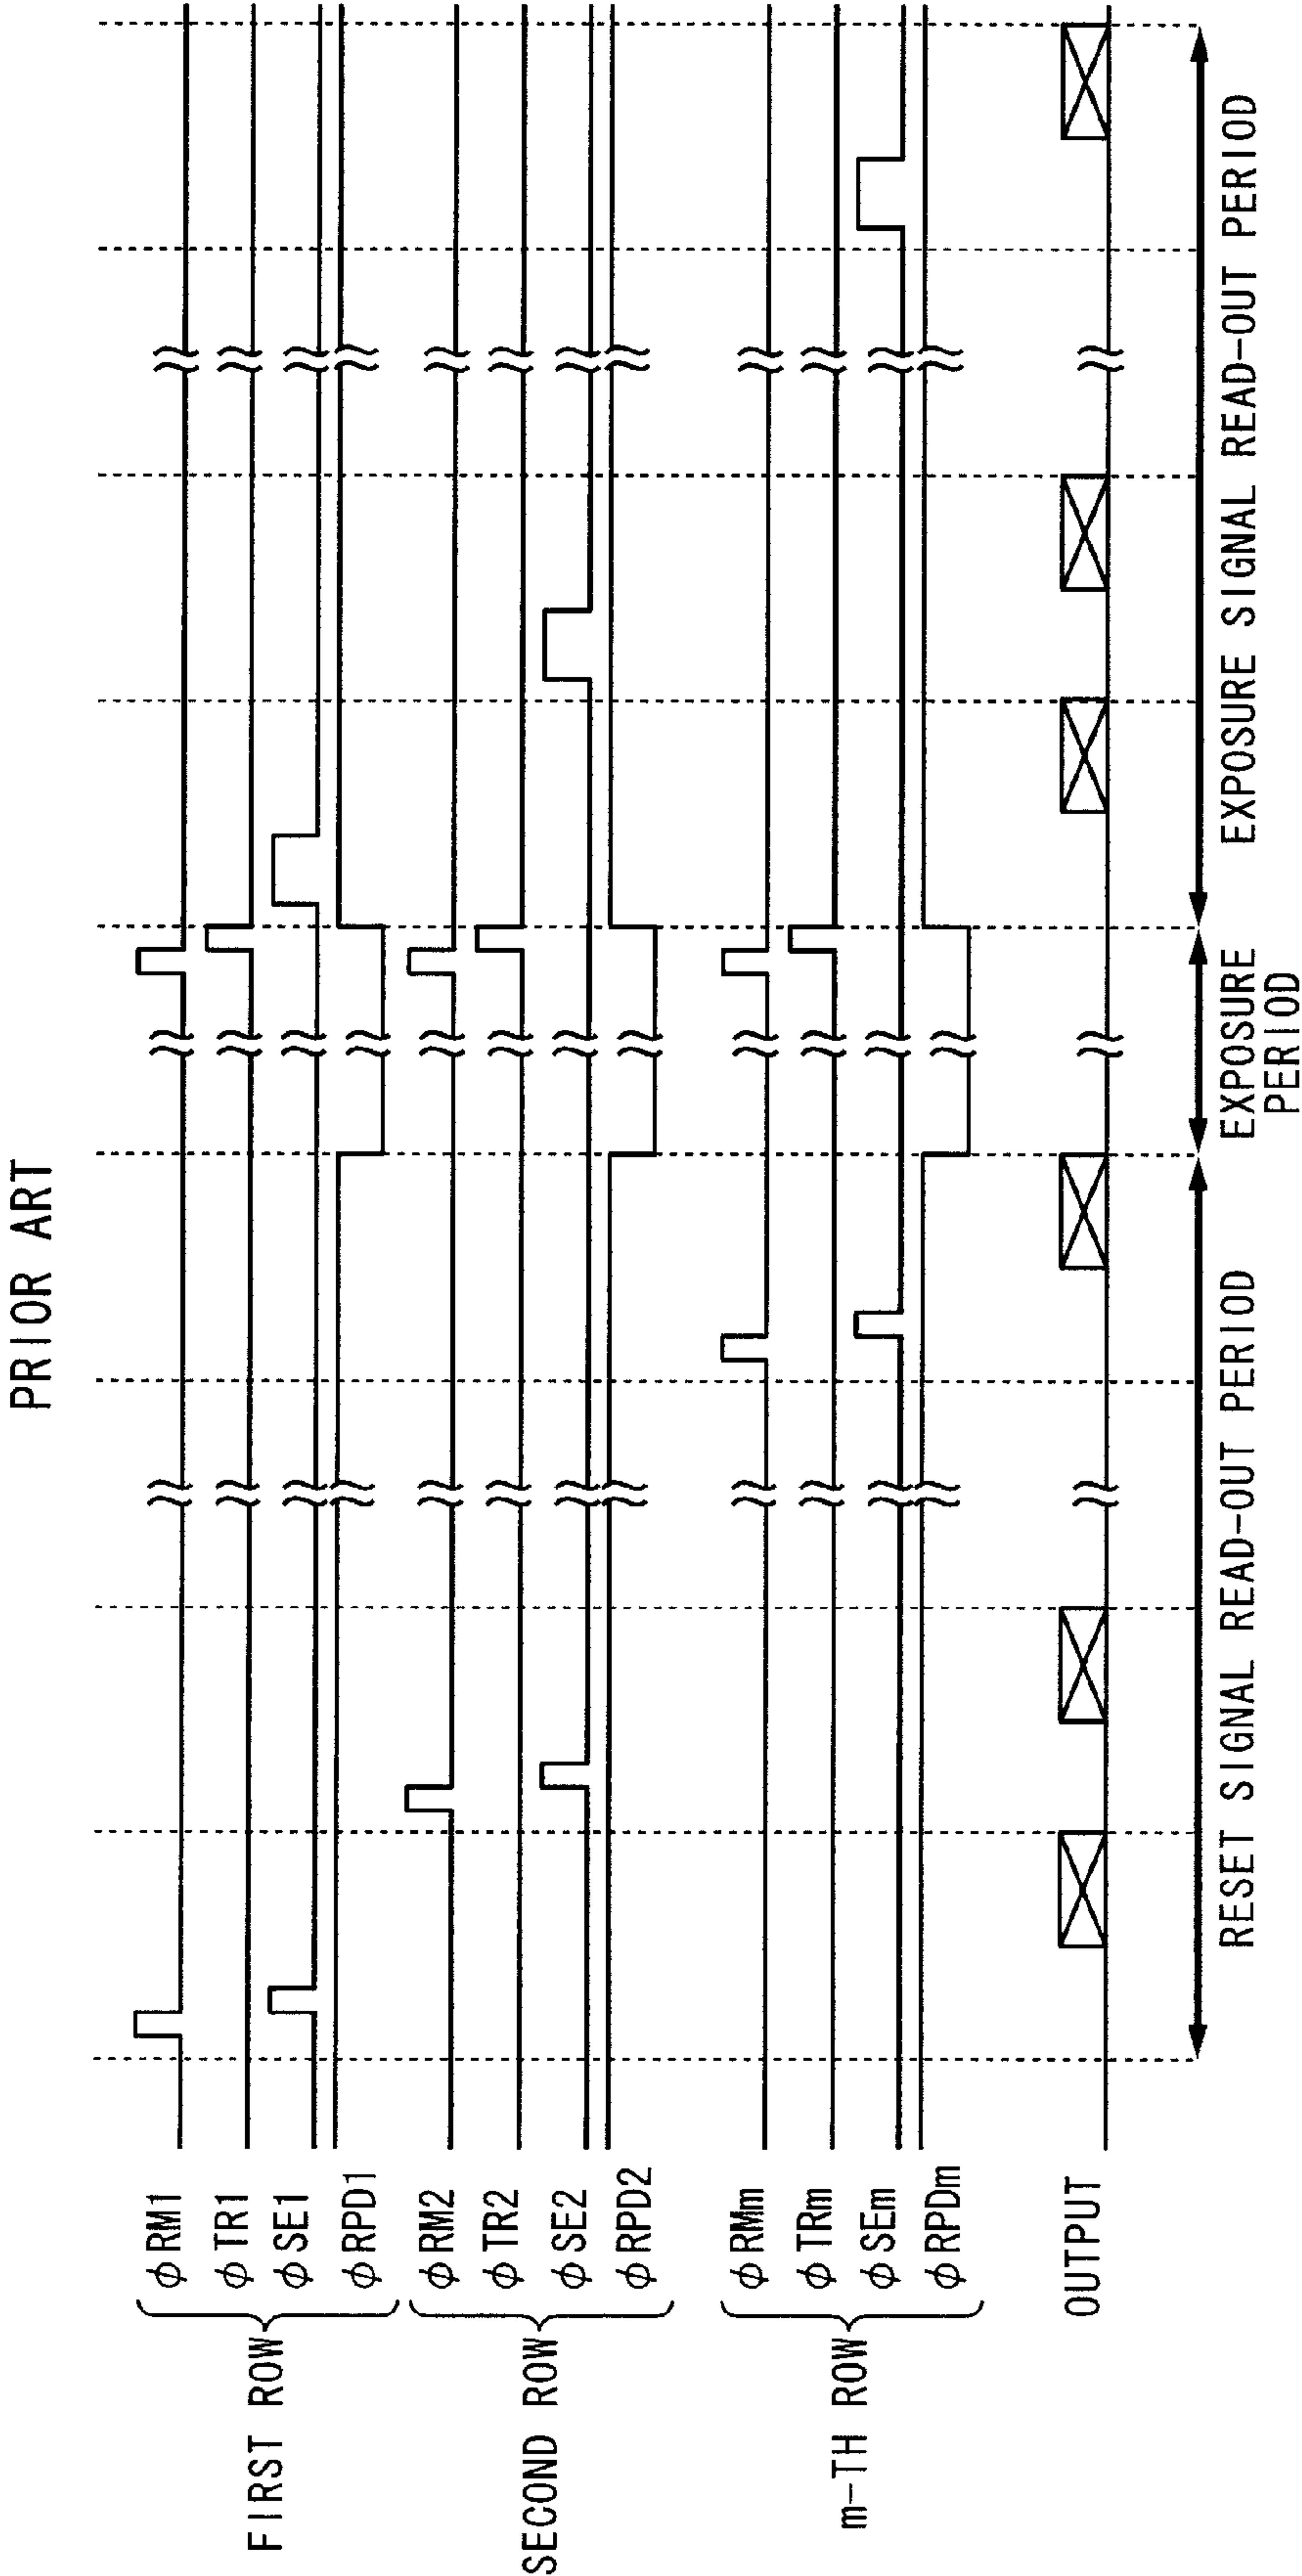 PRIOR ART
FIRST ROW
φRM1
φTR1
φSE1
φRPD1
SECOND ROW
φRM2
φTR2
φSE2
φRPD2
m-TH ROW
φRMm
φTRm
φSEm
φRPDm
OUTPUT
RESET SIGNAL READ-OUT PERIOD
EXPOSURE
PERIOD
EXPOSURE SIGNAL READ-OUT PERIOD